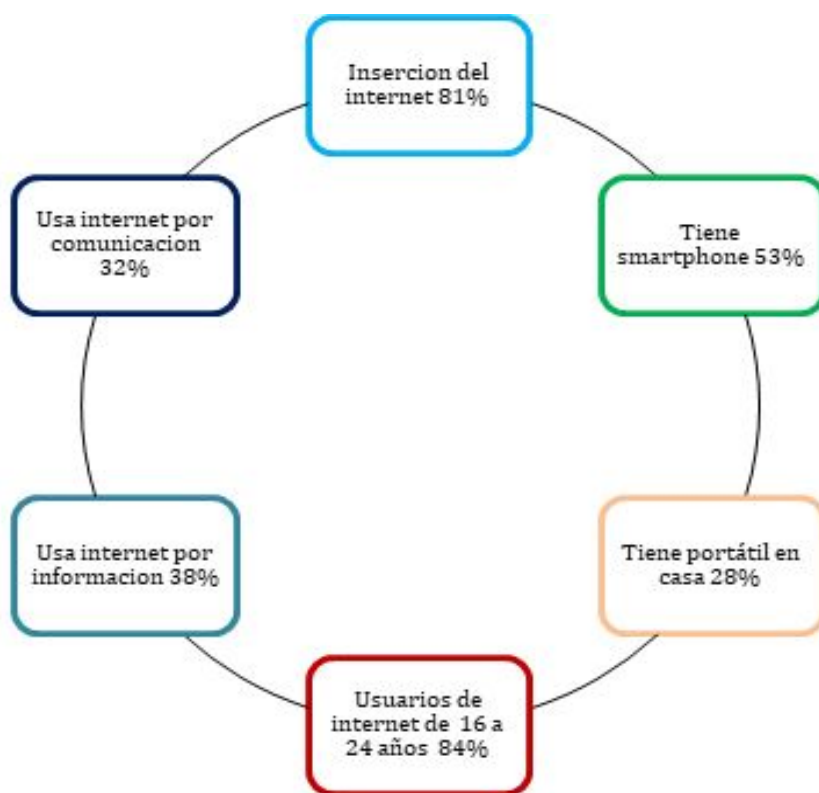 Insercion del
internet 81%
Tiene
smartphone 53%
Tiene portátil en
casa 28%
Usuarios de
internet de 16 a
24 años 84%
Usa internet por
informacion 38%
Usa internet por
comunicacion
32%